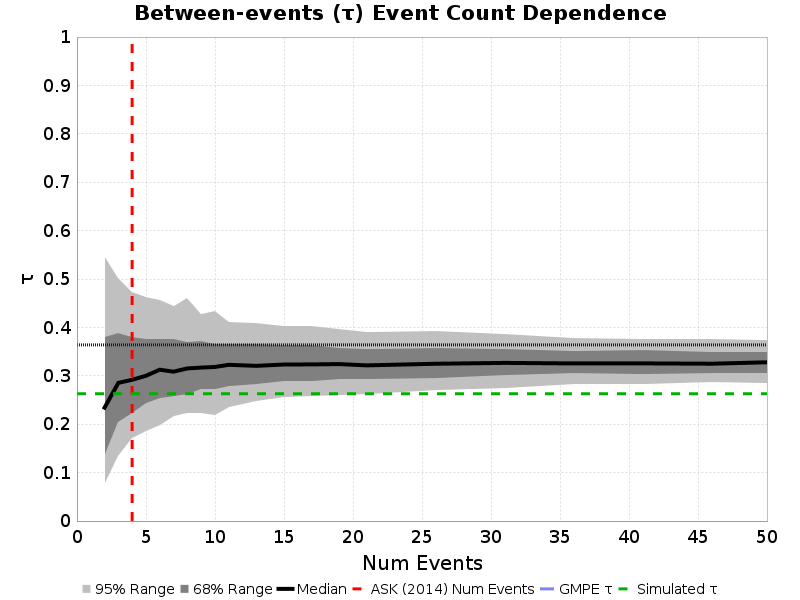 Between-events (τ) Event Count Dependence
1
0.9
0.8
0.7
0.6
0.5
0.4
0.3
0.2
0.1
0
τ
0 5 10 15 20 25 30 35 40 45 50
Num Events
95% Range 68% Range Median ASK (2014) Num Events GMPE τ Simulated τ